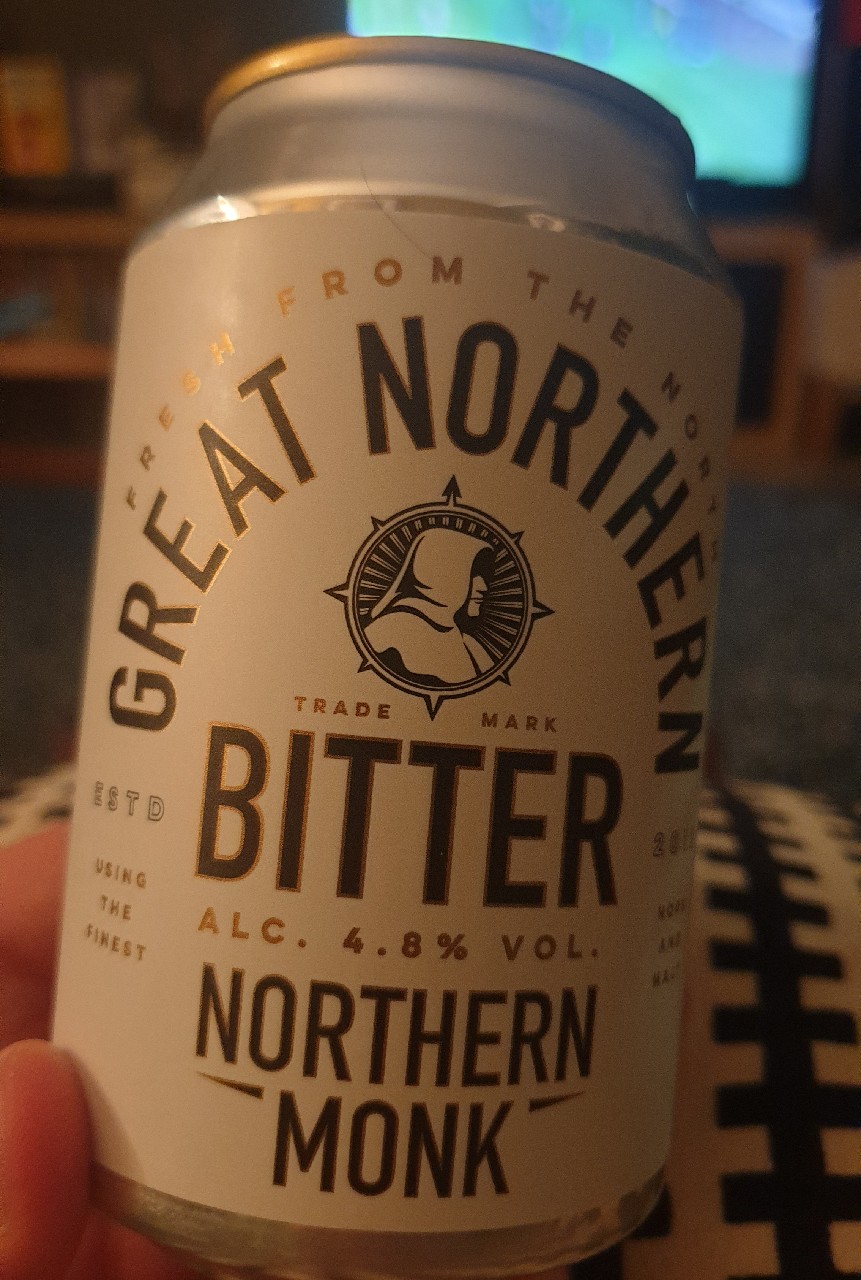 FRESH FROM THE NORTH
GREAT NORTHERN
TRADE MARK
BITTER
ESTD
USING
THE
FINEST
AND
ALC. 4.8% VOL.
NORTHERN
MONK